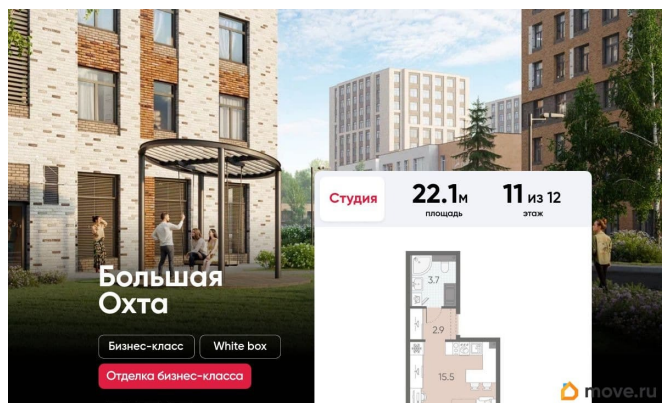 Студия
22.1м
площадь
11 из 12
этаж
Большая
Охта
Бизнес-класс
White box
Отделка бизнес-класса
3.7
2.9
15.5
move.ru